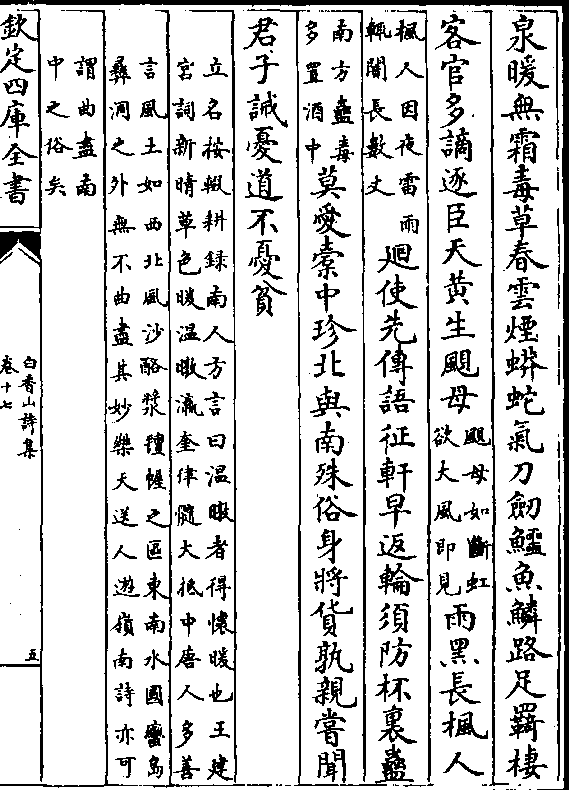 泉暖無霜毒草春雲煙蟒蛇氣刀劒鱷魚鱗路足羈棲
客官多謫逐臣天黄生颶母
颶母如斷虹
欲大風即見
雨黑長楓人
楓人因夜雷雨
輒闇長數丈
迴使先傳語征軒早返輪須防杯裏蠱
南方蠱毒
多置酒中
莫愛橐中珍北與南殊俗身將貨孰親嘗聞
君子誡憂道不憂貧
立名按輟耕録南人方言曰温暾者得懷暖也王建
宮詞新晴草色暖温暾瀛奎律髓大抵中唐人多善
言風土如西北風沙酪漿氊幄之區東南水國蠻島
彞洞之外無不曲盡其妙樂天送人遊嶺南詩亦可
謂曲盡南
中之俗矣
欽定四庫全書
白香山詩集
卷十七
五